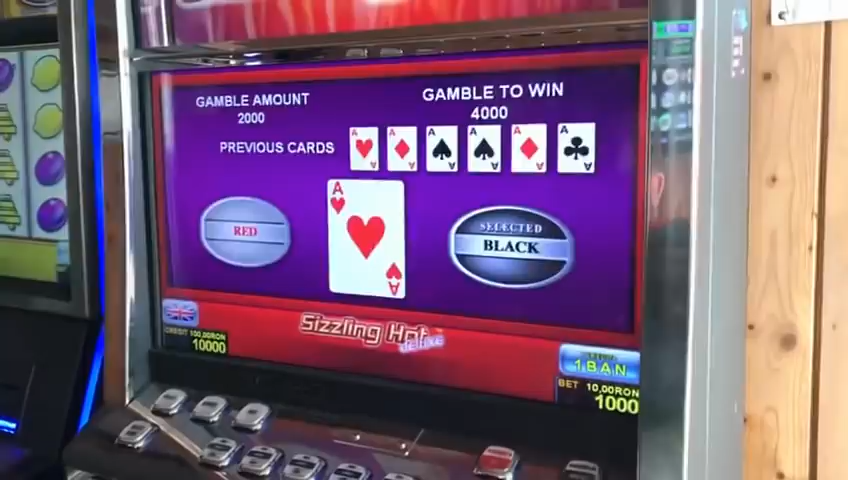 GAMBLE AMOUNT
2000
GAMBLE TO WIN
4000
PREVIOUS CARDS
A
A
A
A
A
A
A
A
RED
SELECTED
BLACK
CREDIT 100,00RON
10000
Sizzling Hot
deluxe
1 BAN
BET 10,00RON
1000